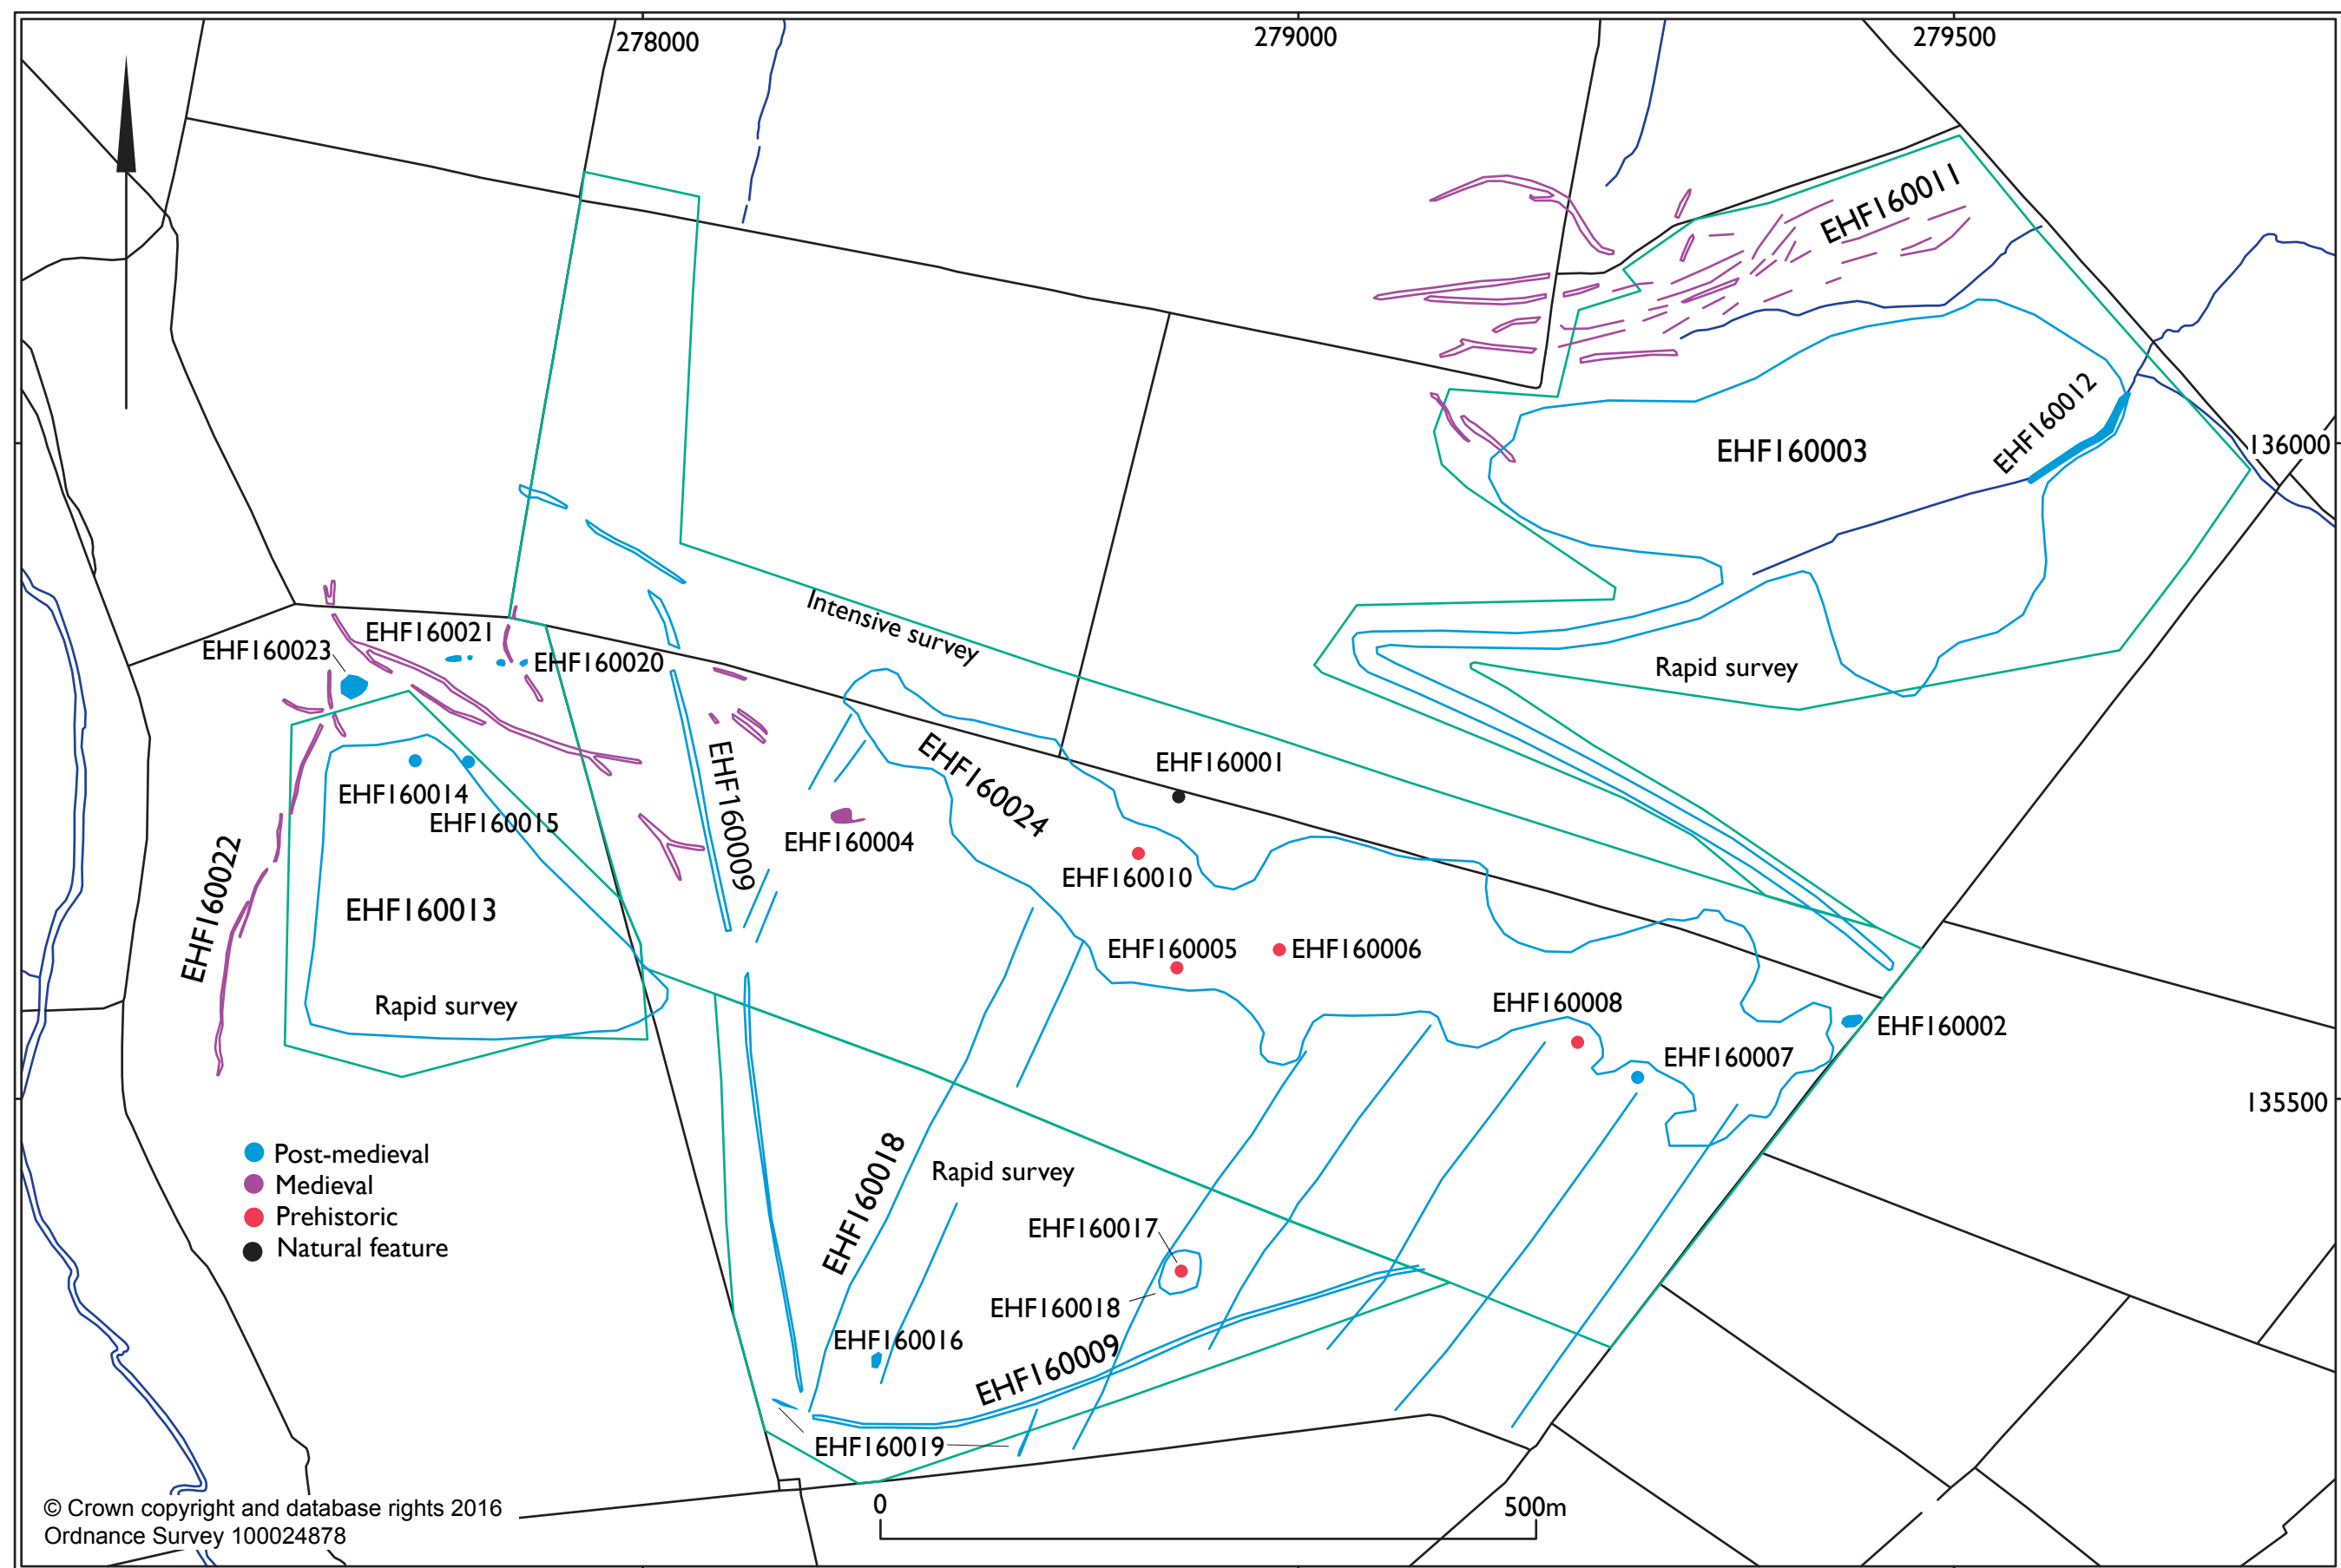 278000
279000
279500
EHF160011
136000
EHF160003
EHF160012
Intensive survey
EHF160021
EHF160023
EHF160020
Rapid survey
EHF160024
EHF160001
EHF160009
EHF160014
EHF160015
EHF160004
EHF160010
EHF160022
EHF160013
EHF160005
EHF160006
Rapid survey
EHF160008
EHF160002
EHF160007
135500
Post-medieval
Medieval
Prehistoric
Natural feature
EHF160018
Rapid survey
EHF160017
EHF160018
EHF160016
EHF160009
EHF160019
© Crown copyright and database rights 2016
Ordnance Survey 100024878
0
500m